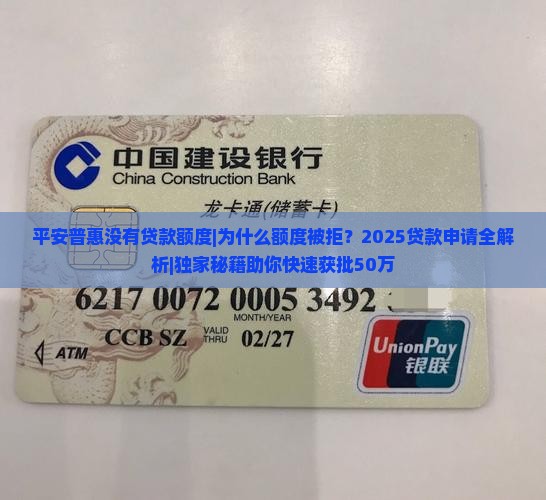 中国建设银行
China Construction Bank
龙卡通(储蓄卡)
平安普惠没有贷款额度|为什么额度被拒？2025贷款申请全解
析|独家秘籍助你快速获批50万
6217 0072 0005 3492
MONTH/YEAR
CCB SZ VALID THRU 02/27
ATM
UnionPay
银联